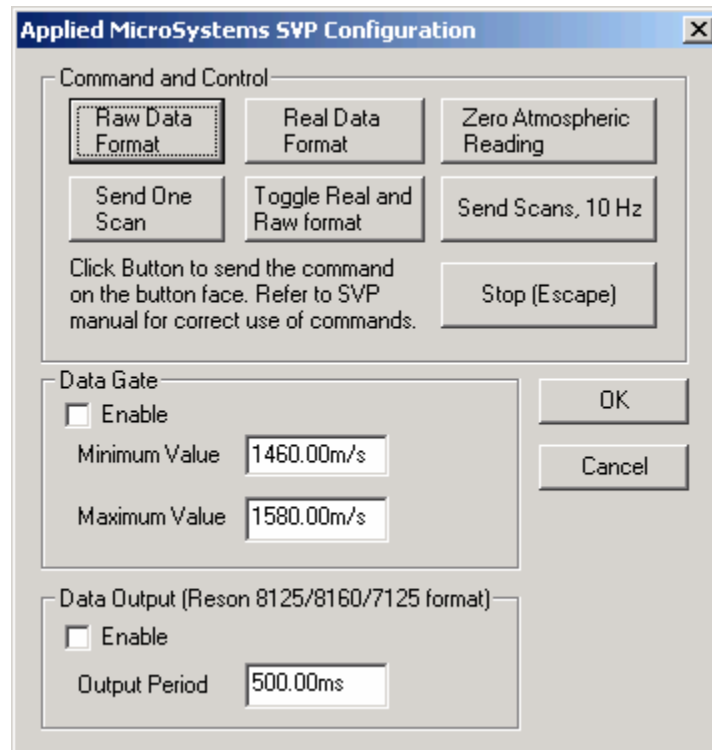 Applied MicroSystems SVP Configuration
Command and Control
Raw Data
Format
Real Data
Format
Zero Atmospheric
Reading
Send One
Scan
Toggle Real and
Raw format
Send Scans, 10 Hz
Click Button to send the command
on the button face. Refer to SVP
manual for correct use of commands.
Stop (Escape)
Data Gate
Enable
Minimum Value 1460.00m/s
Maximum Value 1580.00m/s
OK
Cancel
Data Output (Reson 8125/8160/7125 format)
Enable
Output Period 500.00ms